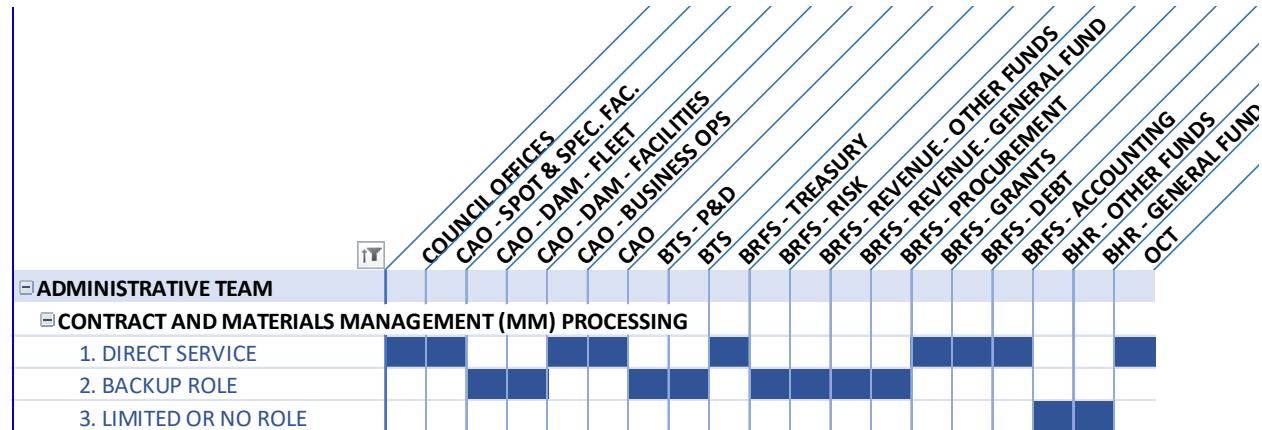 COUNCIL OFFICES
CAO - SPOT & SPEC. FAC.
CAO - DAM - FLEET
CAO - DAM - FACILITIES
CAO - BUSINESS OPS
CAO
BTS - P&D
BTS
BRFS - TREASURY
BRFS - RISK
BRFS - REVENUE - OTHER FUNDS
BRFS - REVENUE - GENERAL FUND
BRFS - PROCUREMENT
BRFS - GRANTS
BRFS - DEBT
BRFS - ACCOUNTING
BHR - OTHER FUNDS
BHR - GENERAL FUND
OCT
ADMINISTRATIVE TEAM
CONTRACT AND MATERIALS MANAGEMENT (MM) PROCESSING
1. DIRECT SERVICE
2. BACKUP ROLE
3. LIMITED OR NO ROLE